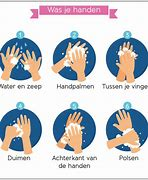 Was je handen
1
2
3
Water en zeep
Handpalmen
Tussen je vinger
4
5
6
Duimen
Achterkant van
de handen
Polsen